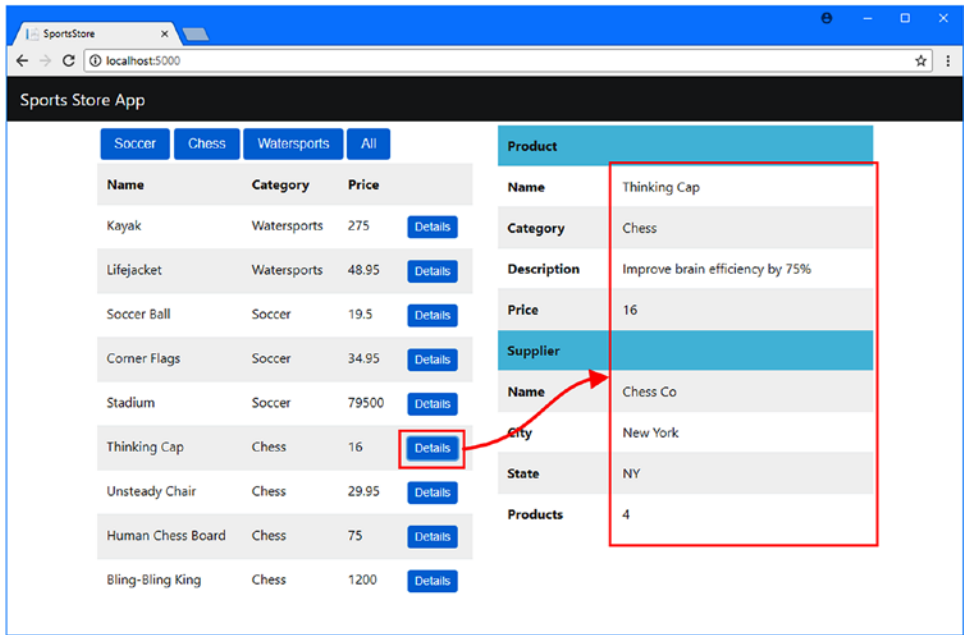 SportsStore
localhost:5000
Sports Store App
Soccer Chess Watersports All
Name Category Price
Kayak Watersports 275 Details
Lifejacket Watersports 48.95 Details
Soccer Ball Soccer 19.5 Details
Corner Flags Soccer 34.95 Details
Stadium Soccer 79500 Details
Thinking Cap Chess 16 Details
Unsteady Chair Chess 29.95 Details
Human Chess Board Chess 75 Details
Bling-Bling King Chess 1200 Details
Product
Name Thinking Cap
Category Chess
Description Improve brain efficiency by 75%
Price 16
Supplier
Name Chess Co
City New York
State NY
Products 4